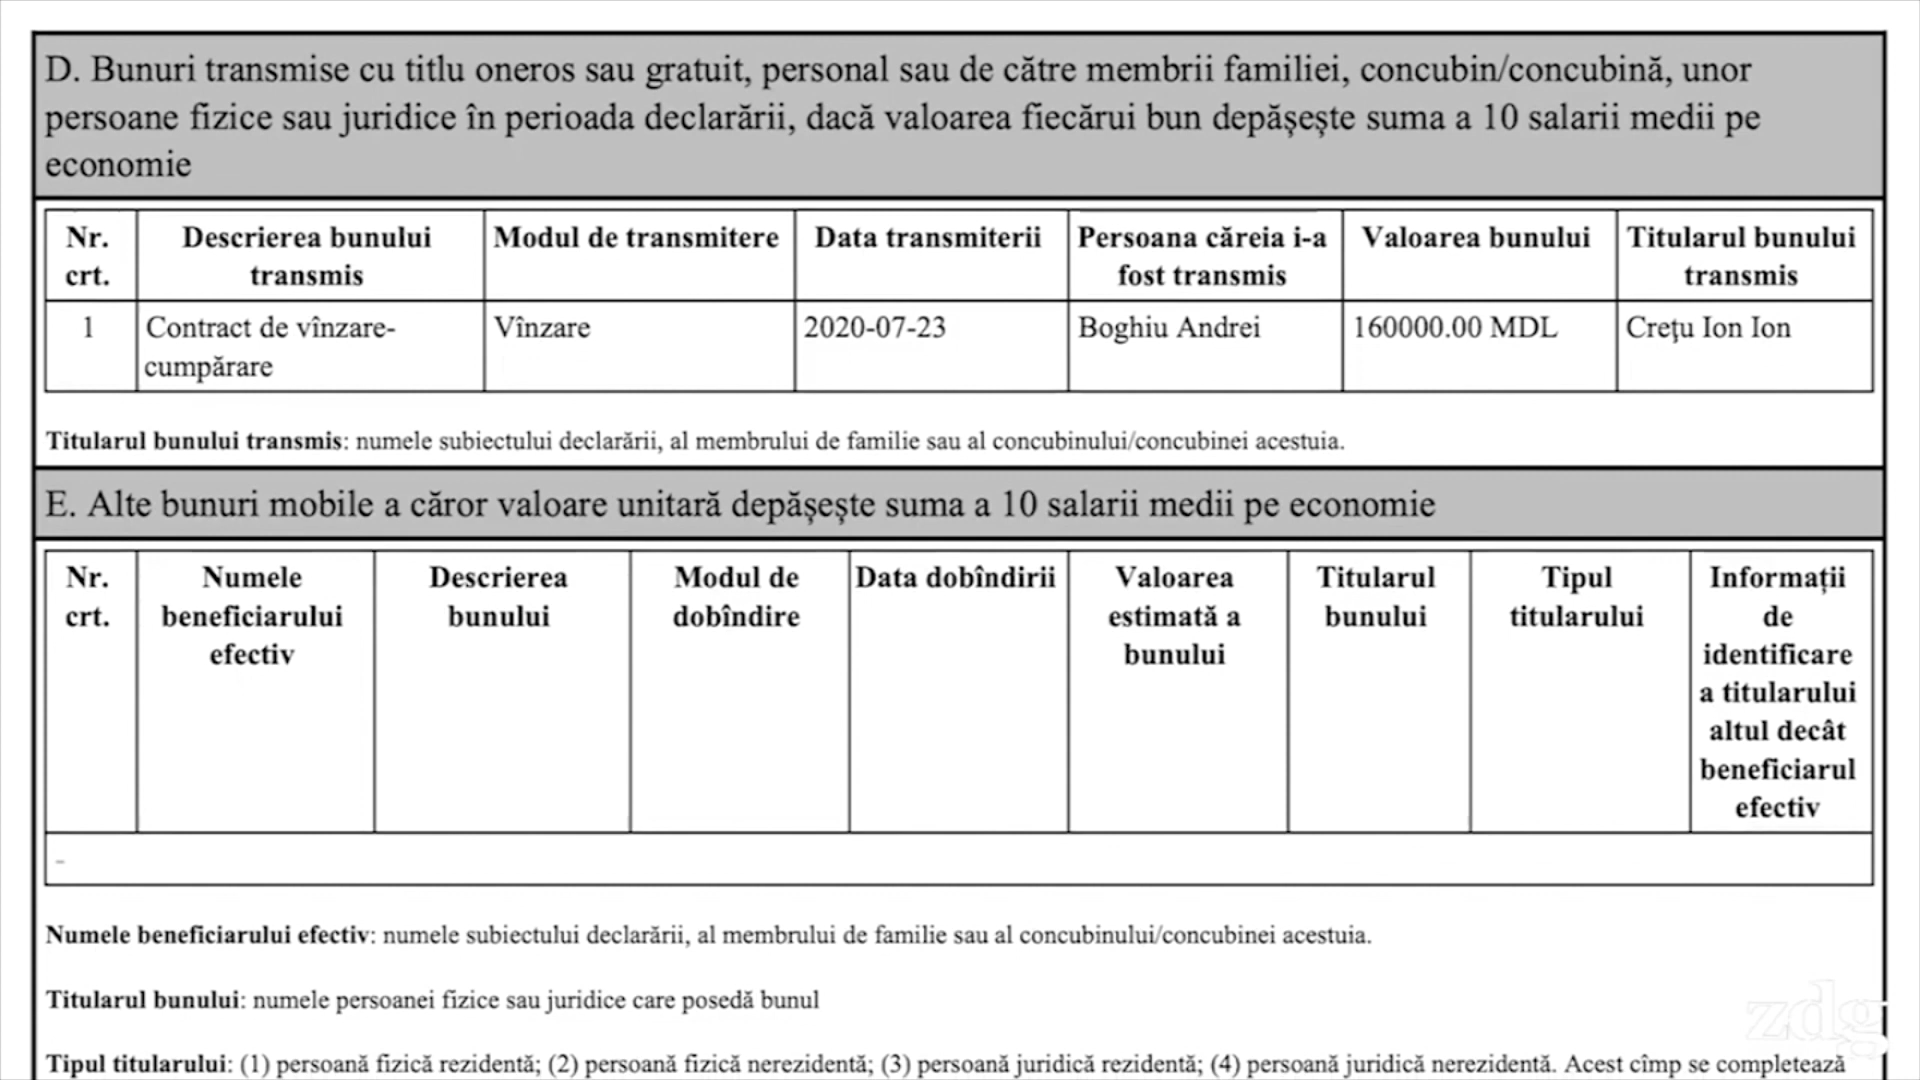 D. Bunuri transmise cu titlu oneros sau gratuit, personal sau de către membrii familiei, concubin/concubină, unor
persoane fizice sau juridice în perioada declarării, dacă valoarea fiecărui bun depășește suma a 10 salarii medii pe
economie
Nr. crt.
Descrierea bunului transmis
Modul de transmitere
Data transmiterii
Persoana căreia i-a fost transmis
Valoarea bunului
Titularul bunului transmis
1
Contract de vînzare-
cumpărare
Vînzare
2020-07-23
Boghiu Andrei
160000.00 MDL
Crețu Ion Ion
Titularul bunului transmis: numele subiectului declarării, al membrului de familie sau al concubinului/concubinei acestuia.
E. Alte bunuri mobile a căror valoare unitară depășește suma a 10 salarii medii pe economie
Nr.
crt.
Numele
beneficiarului
efectiv
Descrierea
bunului
Modul de
dobîndire
Data dobîndirii
Valoarea
estimată a
bunului
Titularul
bunului
Tipul
titularului
Informații
de
identificare
a titularului
altul decât
beneficiarul
efectiv
-
Numele beneficiarului efectiv: numele subiectului declarării, al membrului de familie sau al concubinului/concubinei acestuia.
Titularul bunului: numele persoanei fizice sau juridice care posedă bunul
zdg
Tipul titularului: (1) persoană fizică rezidentă; (2) persoană fizică nerezidentă; (3) persoană juridică rezidentă; (4) persoană juridică nerezidentă. Acest cîmp se completează